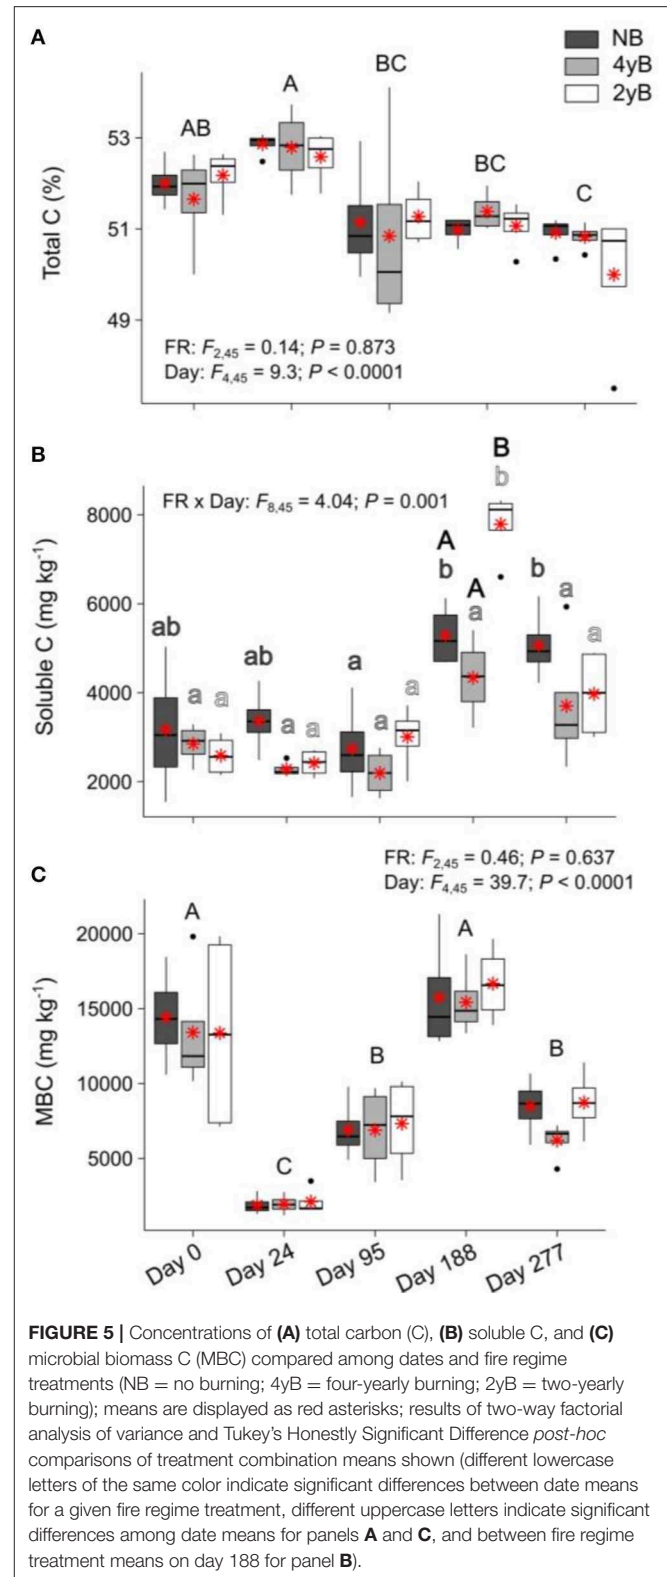 A
NB
4yB
2yB
BC
A
AB
BC
C
53
51
49
Total C (%)
FR: F2,45 = 0.14; P = 0.873
Day: F4,45 = 9.3; P < 0.0001
B
B
b
FR x Day: F8,45 = 4.04; P = 0.001
8000
6000
4000
2000
Soluble C (mg kg-1)
A
b
A
a
b
a
a
ab
a
a
ab
a
a
a
a
a
FR: F2,45 = 0.46; P = 0.637
Day: F4,45 = 39.7; P < 0.0001
C
A
A
B
B
C
20000
15000
10000
5000
MBC (mg kg-1)
Day 0
Day 24
Day 95
Day 188
Day 277
FIGURE 5 | Concentrations of (A) total carbon (C), (B) soluble C, and (C)
microbial biomass C (MBC) compared among dates and fire regime
treatments (NB = no burning; 4yB = four-yearly burning; 2yB = two-yearly
burning); means are displayed as red asterisks; results of two-way factorial
analysis of variance and Tukey's Honestly Significant Difference post-hoc
comparisons of treatment combination means shown (different lowercase
letters of the same color indicate significant differences between date means
for a given fire regime treatment, different uppercase letters indicate significant
differences among date means for panels A and C, and between fire regime
treatment means on day 188 for panel B).